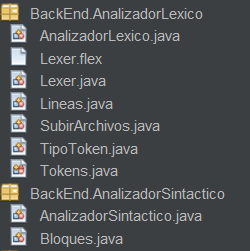 BackEnd.AnalizadorLexico
AnalizadorLexico.java
Lexer.flex
Lexer.java
Lineas.java
SubirArchivos.java
TipoToken.java
Tokens.java
BackEnd.AnalizadorSintactico
AnalizadorSintactico.java
Bloques.java